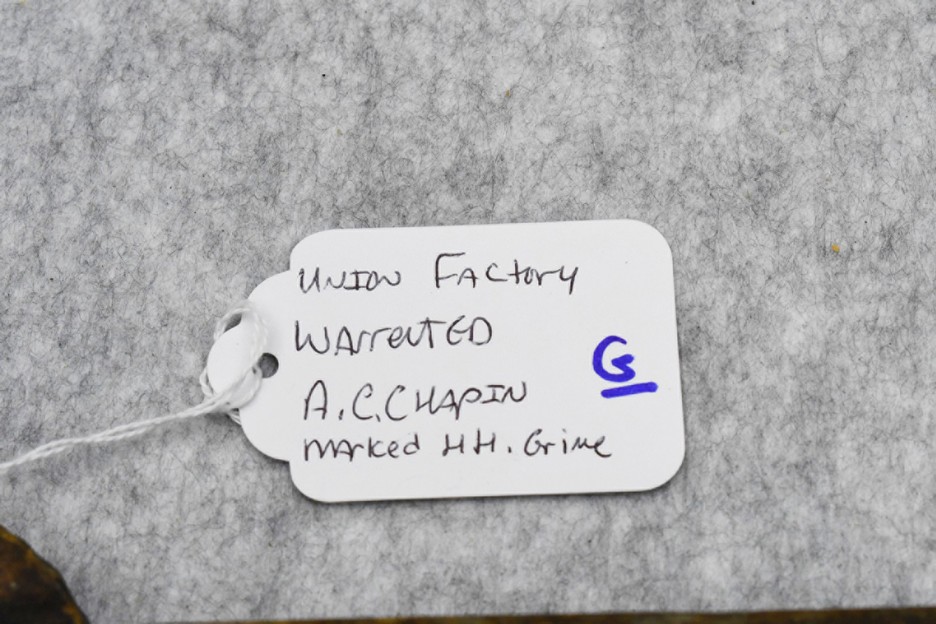 Union Factory
WArrenTED
A.C.CHAPIN
marked HH. Grime
G